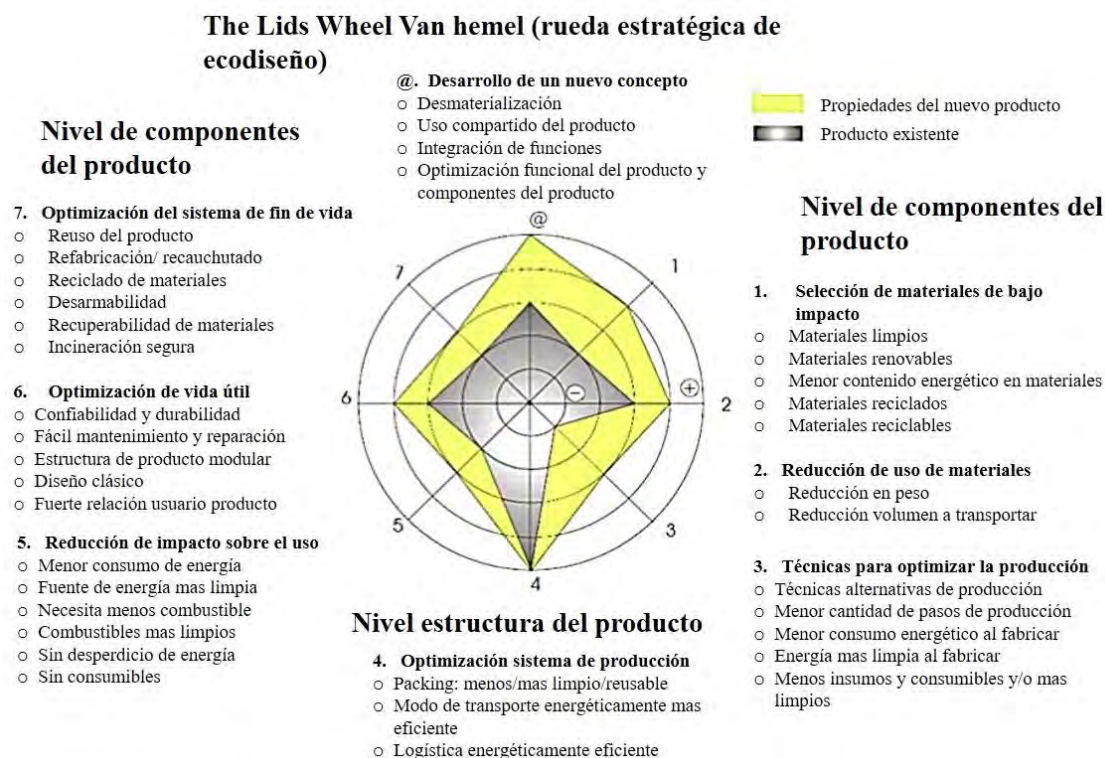 The Lids Wheel Van hemel (rueda estratégica de
ecodiseño)
@. Desarrollo de un nuevo concepto
○ Desmaterialización
○ Uso compartido del producto
○ Integración de funciones
○ Optimización funcional del producto y
componentes del producto
Propiedades del nuevo producto
Producto existente
Nivel de componentes
del producto
7. Optimización del sistema de fin de vida
○ Reuso del producto
○ Refabricación/ recauchutado
○ Reciclado de materiales
○ Desarmabilidad
○ Recuperabilidad de materiales
○ Incineración segura
6. Optimización de vida útil
○ Confiabilidad y durabilidad
○ Fácil mantenimiento y reparación
○ Estructura de producto modular
○ Diseño clásico
○ Fuerte relación usuario producto
5. Reducción de impacto sobre el uso
○ Menor consumo de energía
○ Fuente de energía mas limpia
○ Necesita menos combustible
○ Combustibles mas limpios
○ Sin desperdicio de energía
○ Sin consumibles
@
7
1
6
−
+
2
5
3
4
Nivel estructura del producto
4. Optimización sistema de producción
○ Packing: menos/mas limpio/reusable
○ Modo de transporte energéticamente mas
eficiente
○ Logística energéticamente eficiente
Nivel de componentes del
producto
1. Selección de materiales de bajo
impacto
○ Materiales limpios
○ Materiales renovables
○ Menor contenido energético en materiales
○ Materiales reciclados
○ Materiales reciclables
2. Reducción de uso de materiales
○ Reducción en peso
○ Reducción volumen a transportar
3. Técnicas para optimizar la producción
○ Técnicas alternativas de producción
○ Menor cantidad de pasos de producción
○ Menor consumo energético al fabricar
○ Energía mas limpia al fabricar
○ Menos insumos y consumibles y/o mas
limpios